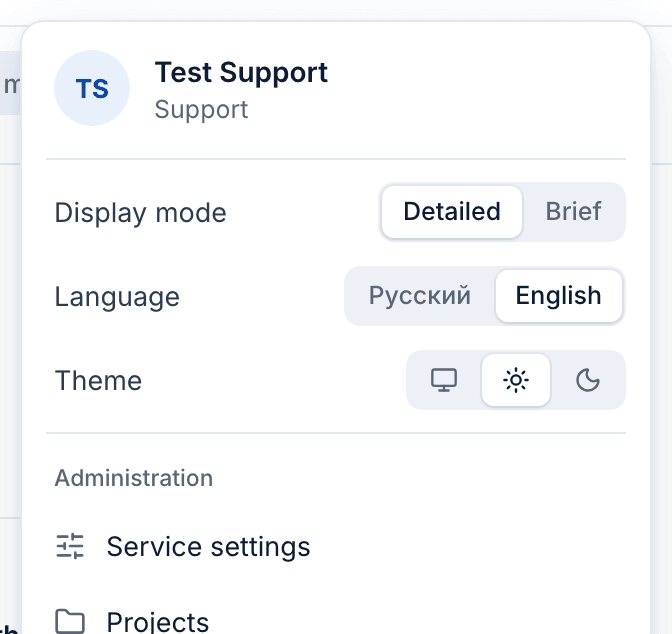 TS
Test Support
Support
Display mode
Detailed
Brief
Language
Русский
English
Theme
Administration
Service settings
Projects